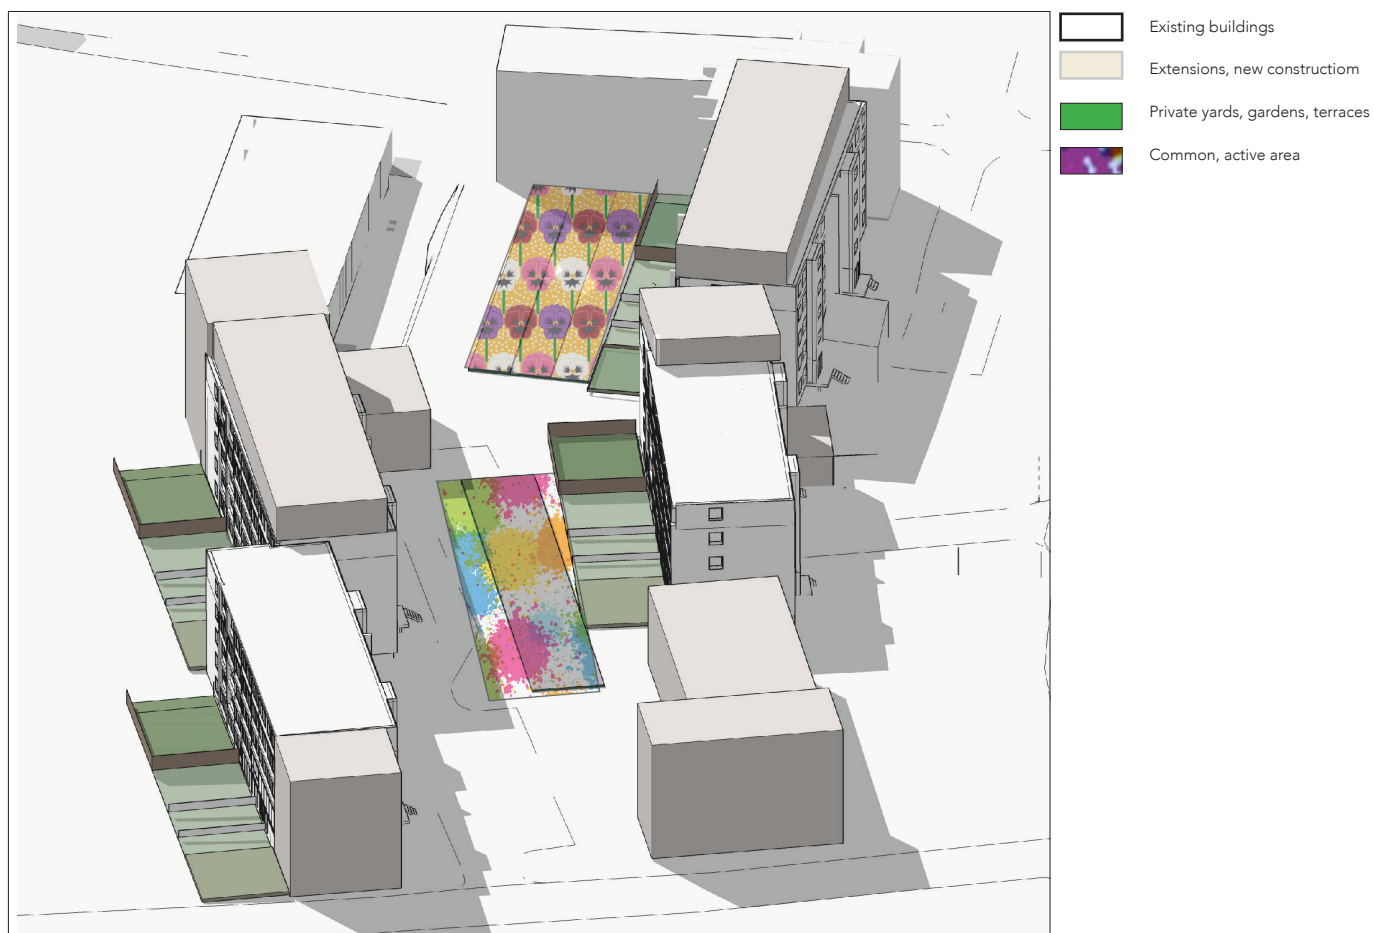 Existing buildings
Extensions, new constructiom
Private yards, gardens, terraces
Common, active area